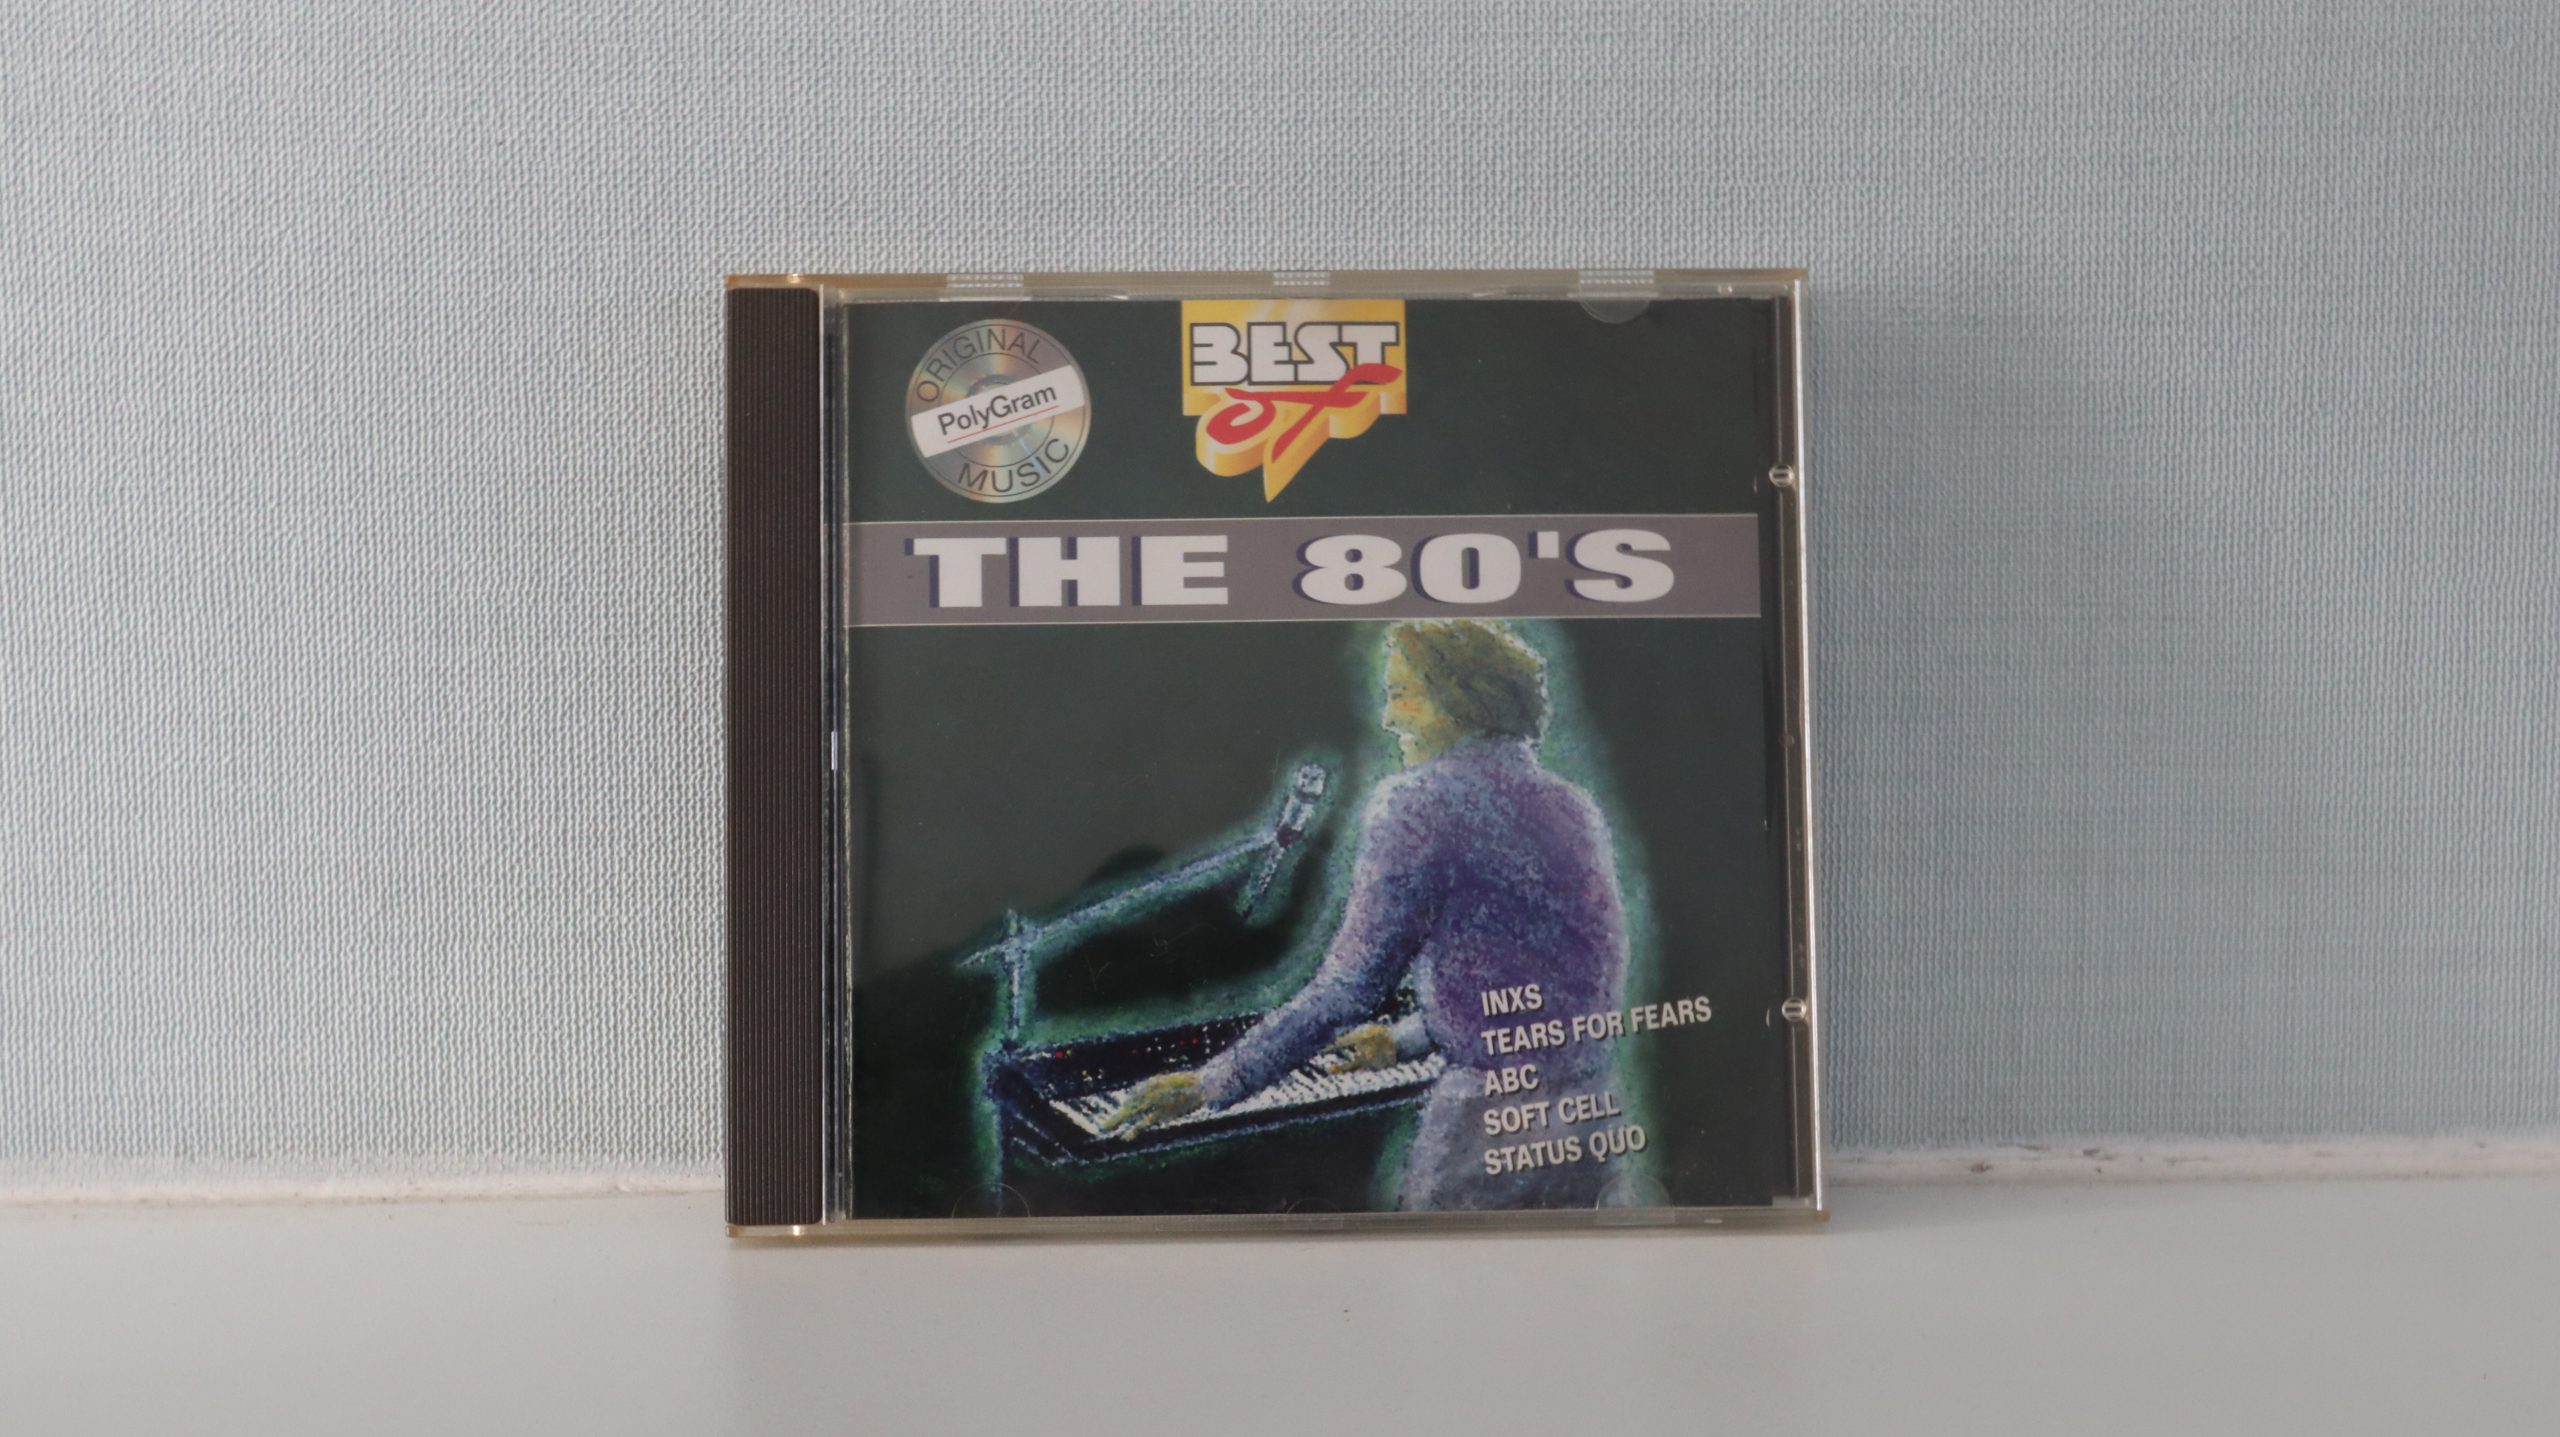 ORIGINAL
PolyGram
MUSIC
BEST
of
THE 80'S
INXS
TEARS FOR FEARS
ABC
SOFT CELL
STATUS QUO